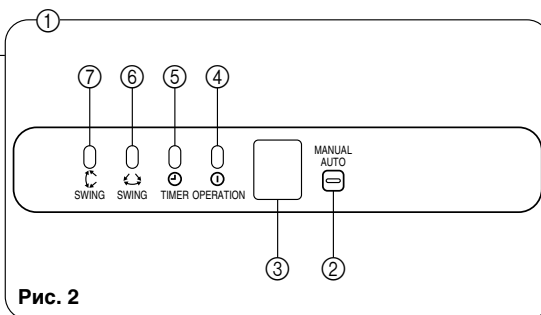 ①
⑦ ⑥ ⑤ ④
MANUAL
AUTO
SWING SWING TIMER OPERATION
③ ②
Рис. 2